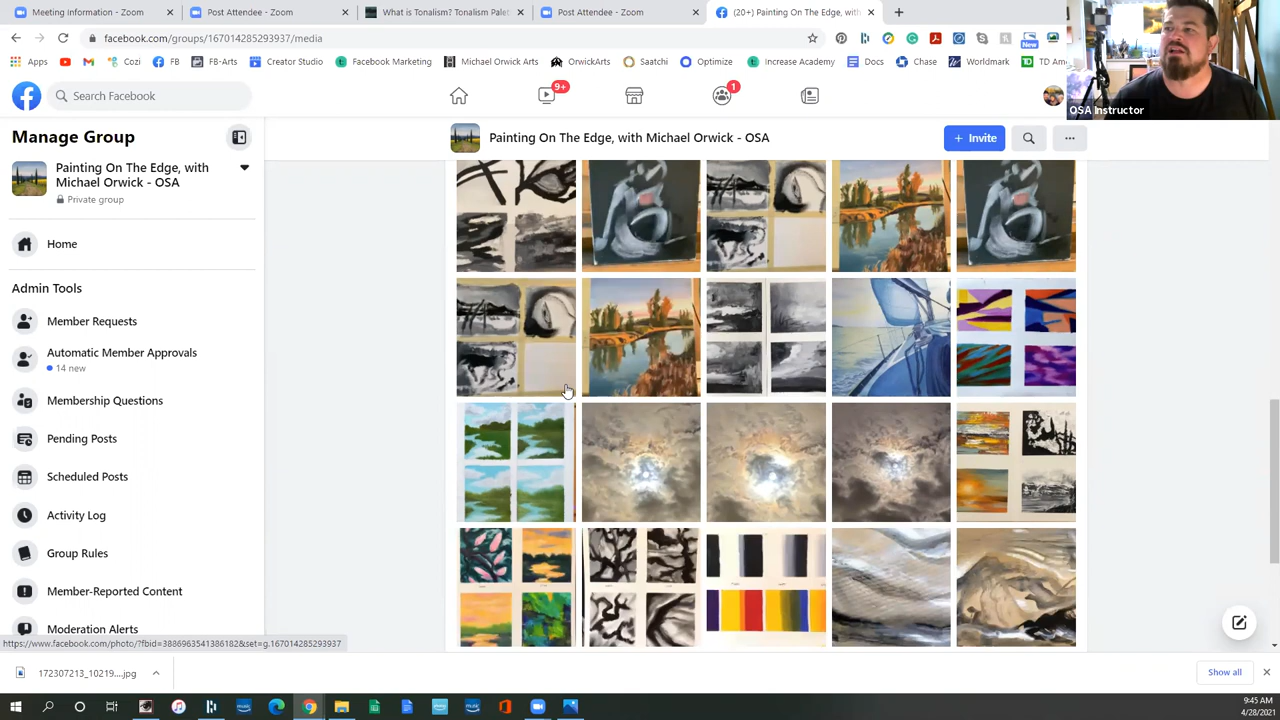 Meeting Information - Zoom
Post Attendee - Zoom
What is Tonalism? Tonalism Palet
Post Attendee - Zoom
(20+) Painting On The Edge, with
facebook.com/groups/167014285293937/media
New
Apps
Cozi
FB
FB-Arts
Creator Studio
Facebook Marketing
Michael Orwick Arts
OrwickArts
Saatchi
Optimize
Increase Academy
Docs
Chase
Worldmark
TD Am
OSA Instructor
Search Facebook
9+
1
Manage Group
Painting On The Edge, with Michael Orwick - OSA
Invite
Painting On The Edge, with
Michael Orwick - OSA
Private group
Home
Admin Tools
Member Requests
Automatic Member Approvals
14 new
Membership Questions
Pending Posts
Scheduled Posts
Activity Log
Group Rules
Member-Reported Content
Moderation Alerts
https://www.facebook.com/photo/?fbid=3886963541386182&set=g.167014285293937
172307213_10219....jpg
Show all
9:45 AM
4/28/2021